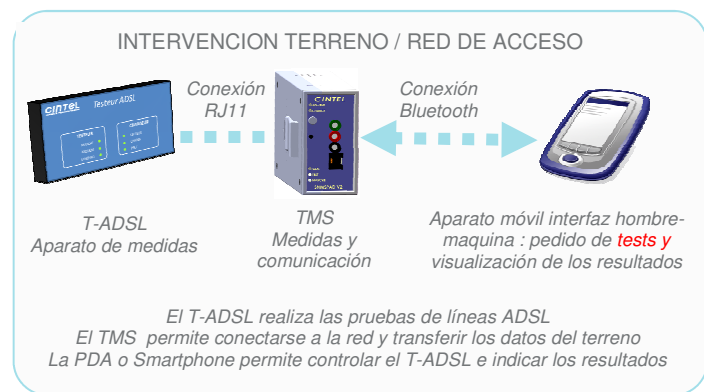 INTERVENCION TERRENO / RED DE ACCESO
Conexión
RJ11
Conexión
Bluetooth
CINTEL Testeur ADSL
CINTEL
T-ADSL
Aparato de medidas
TMS
Medidas y
comunicación
Aparato móvil interfaz hombre-
maquina : pedido de tests y
visualización de los resultados
El T-ADSL realiza las pruebas de líneas ADSL
El TMS permite conectarse a la red y transferir los datos del terreno
La PDA o Smartphone permite controlar el T-ADSL e indicar los resultados